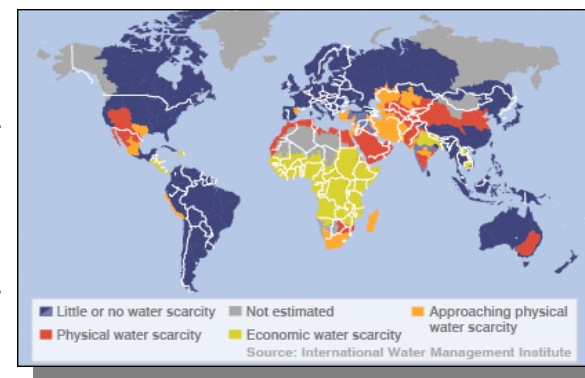 Little or no water scarcity
Not estimated
Approaching physical
water scarcity
Physical water scarcity
Economic water scarcity
Source: International Water Management Institute